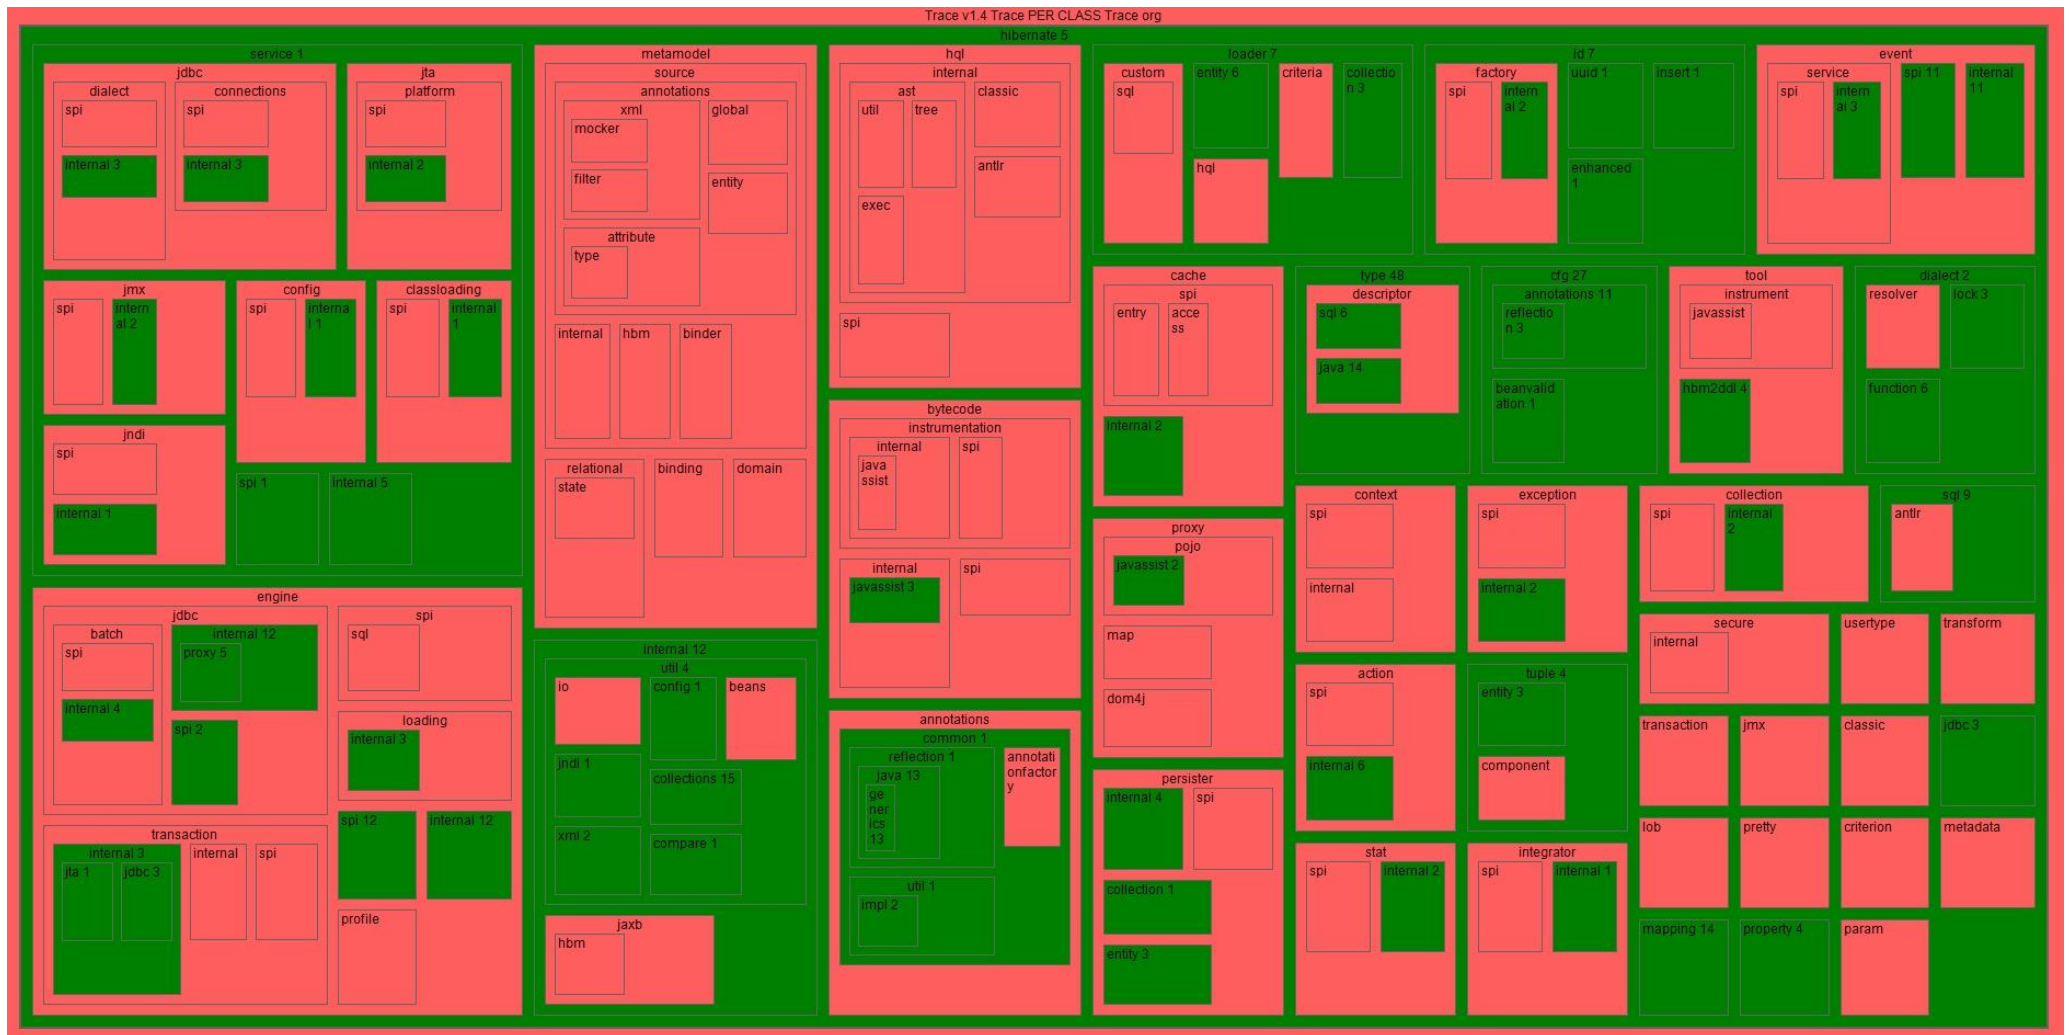 Trace v1.4 Trace PER CLASS Trace org
hibernate 5
service 1
jdbc
dialect
spi
internal 3
connections
spi
internal 3
jta
platform
spi
internal 2
jmx
spi
intern
al 2
config
spi
interna
l 1
classloading
spi
internal
1
jndi
spi
internal 1
spi 1
internal 5
engine
jdbc
batch
spi
internal 4
internal 12
proxy 5
spi 2
spi
sql
loading
internal 3
transaction
internal 3
jta 1
jdbc 3
internal
spi
spi 12
internal 12
profile
metamodel
source
annotations
xml
mocker
filter
global
entity
attribute
type
internal
hbm
binder
relational
state
binding
domain
internal 12
util 4
io
config 1
beans
jndi 1
collections 15
xml 2
compare 1
jaxb
hbm
hql
internal
ast
util
tree
exec
classic
antlr
spi
bytecode
instrumentation
internal
java
ssist
spi
internal
javassist 3
spi
annotations
common 1
reflection 1
java 13
ge
ner
ics
13
annotati
onfactor
y
util 1
impl 2
loader 7
custom
sql
entity 6
hql
criteria
collectio
n 3
id 7
factory
spi
intern
al 2
uuid 1
insert 1
enhanced
1
event
service
spi
intern
al 3
spi 11
internal
11
cache
spi
entry
acce
ss
internal 2
type 48
descriptor
sql 6
java 14
cfg 27
annotations 11
reflectio
n 3
beanvalid
ation 1
tool
instrument
javassist
hbm2ddl 4
dialect 2
resolver
lock 3
function 6
proxy
pojo
javassist 2
map
dom4j
persister
internal 4
spi
collection 1
entity 3
context
spi
internal
exception
spi
internal 2
collection
spi
internal
2
sql 9
antlr
action
spi
internal 6
tuple 4
entity 3
component
stat
spi
internal 2
integrator
spi
internal 1
secure
internal
usertype
transform
transaction
jmx
classic
jdbc 3
lob
pretty
criterion
metadata
mapping 14
property 4
param